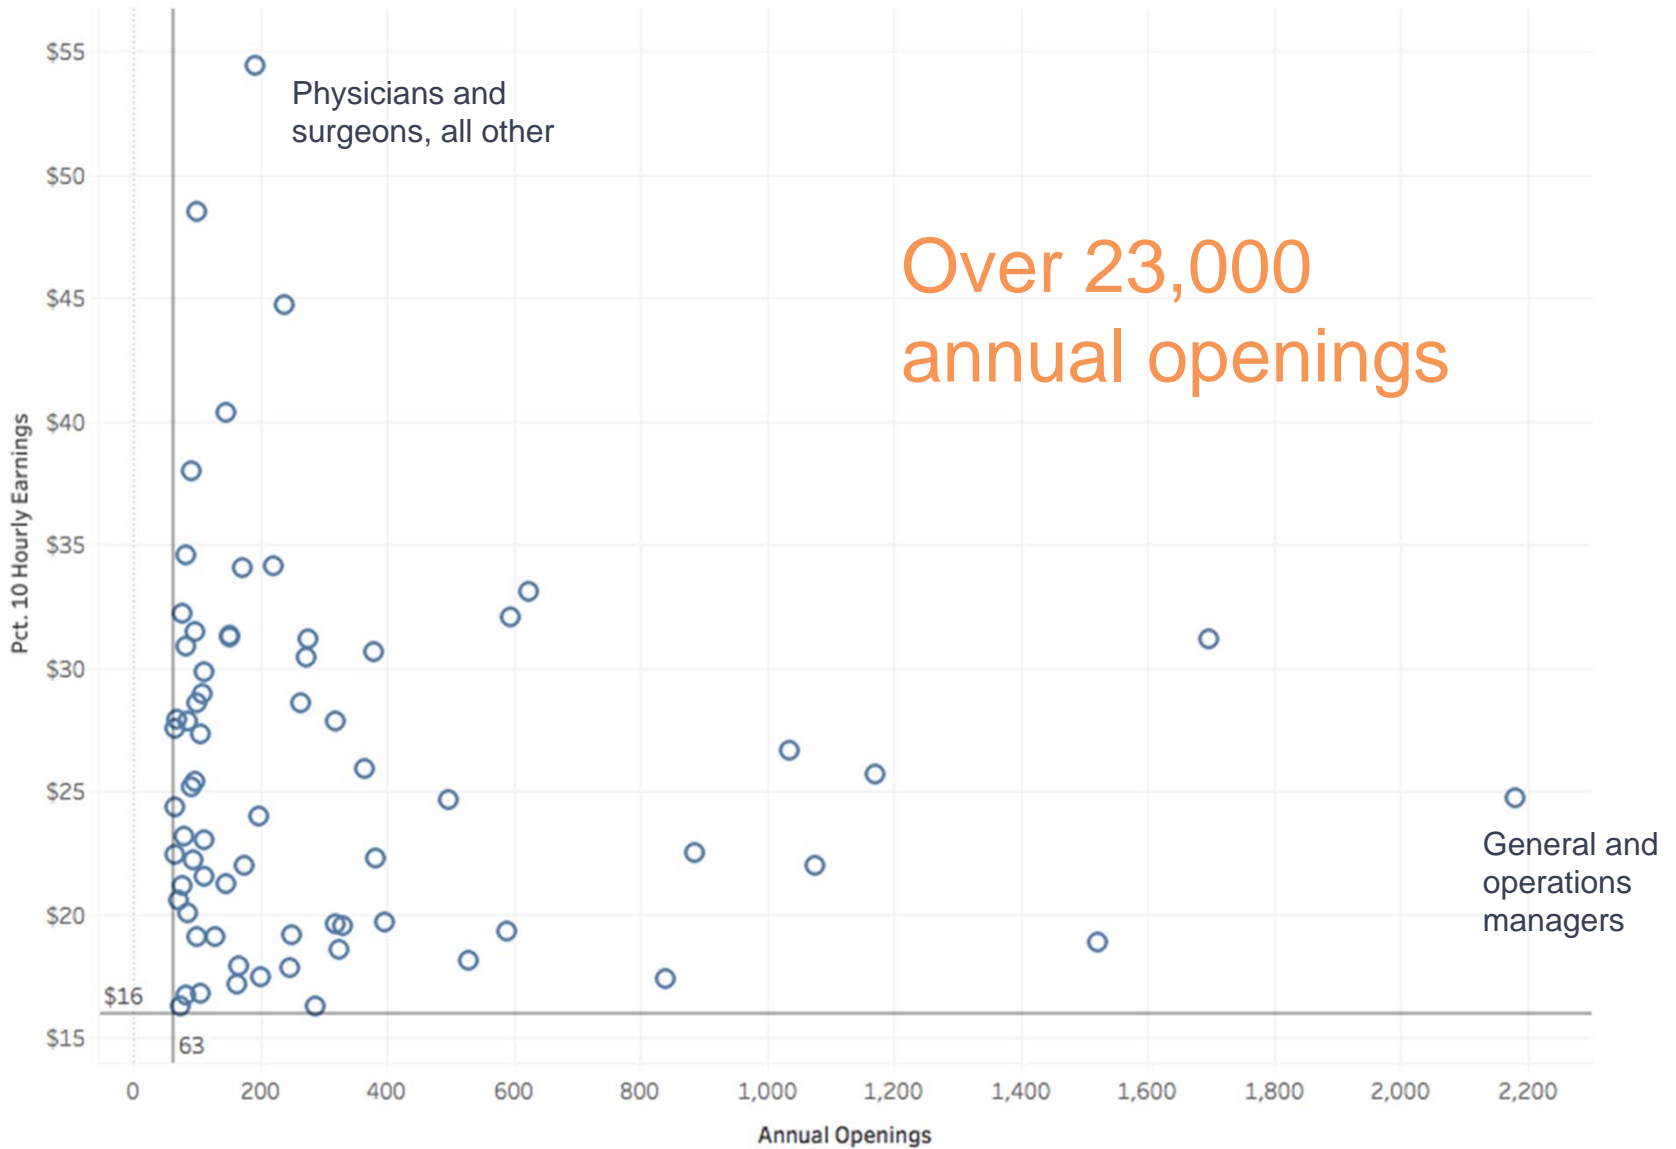 $55
Physicians and
surgeons, all other
$50
Over 23,000
$45
annual openings
$40
Pct. 10 Hourly Earnings
$35
$30
$25
General and
operations
managers
$20
$16
$15
63
0 200 400 600 800 1,000 1,200 1,400 1,600 1,800 2,000 2,200
Annual Openings